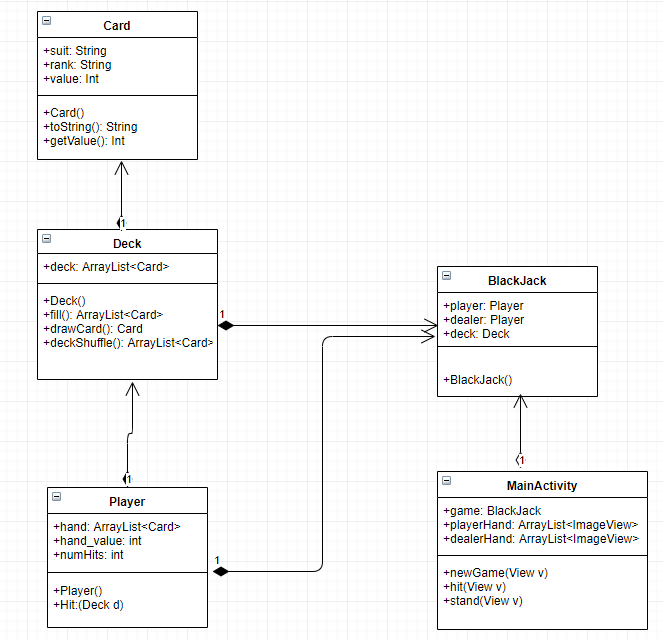 Card
+suit: String
+rank: String
+value: Int
+Card()
+toString(): String
+getValue(): Int
1
Deck
+deck: ArrayList<Card>
+Deck()
+fill(): ArrayList<Card>
+drawCard(): Card
+deckShuffle(): ArrayList<Card>
1
BlackJack
+player: Player
+dealer: Player
+deck: Deck
+BlackJack()
1
Player
+hand: ArrayList<Card>
+hand_value: int
+numHits: int
+Player()
+Hit:(Deck d)
1
1
MainActivity
+game: BlackJack
+playerHand: ArrayList<ImageView>
+dealerHand: ArrayList<ImageView>
+newGame(View v)
+hit(View v)
+stand(View v)